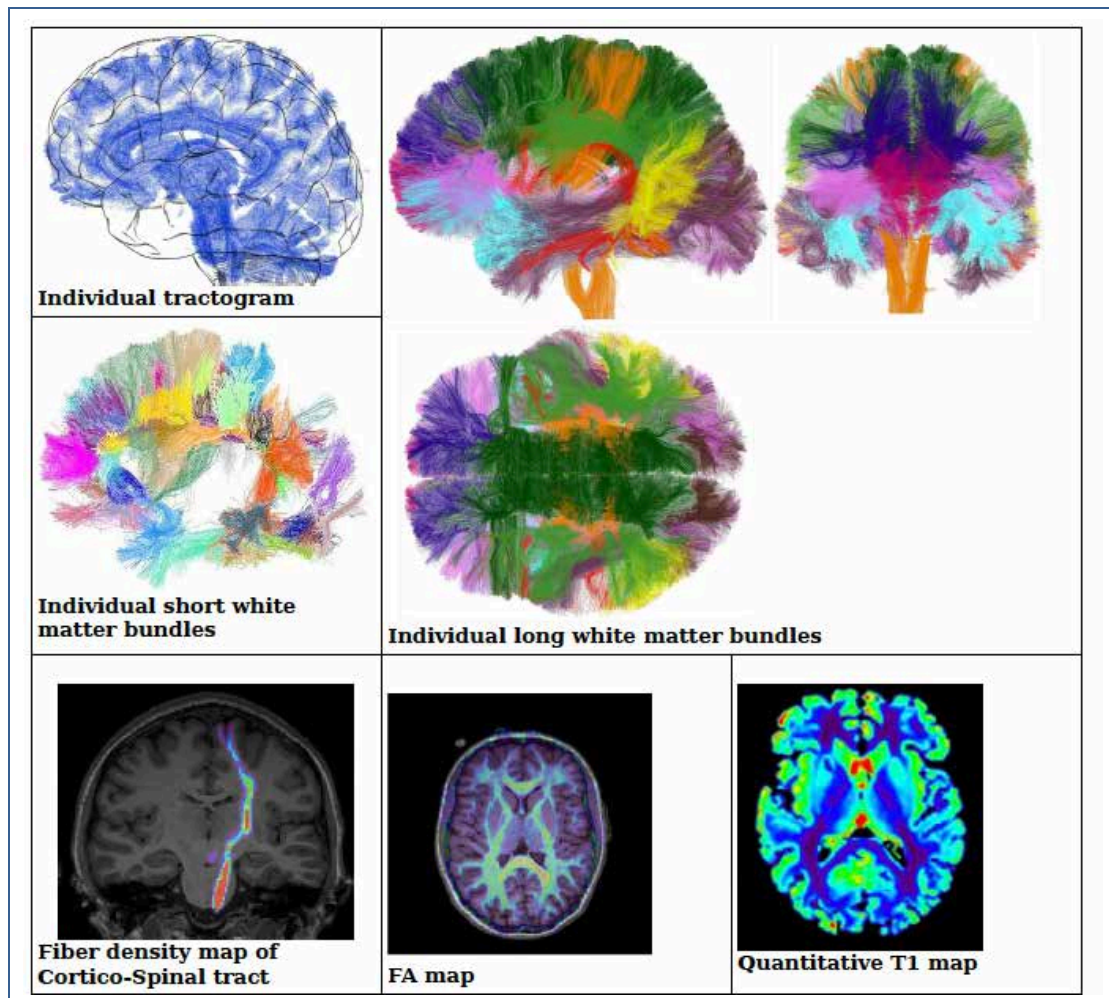 Individual tractogram
Individual short white
matter bundles
Individual long white matter bundles
Fiber density map of
Cortico-Spinal tract
FA map
Quantitative T1 map